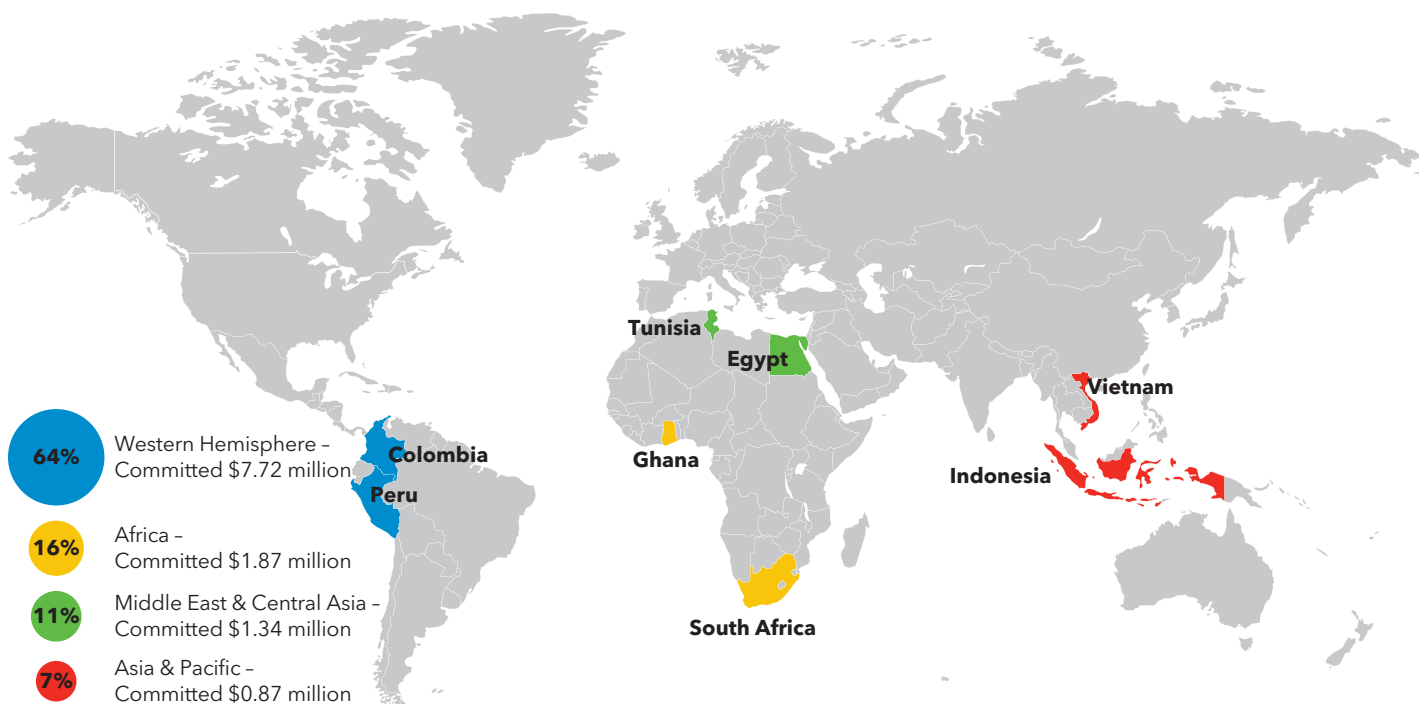 Tunisia
Egypt
Vietnam
Ghana
Indonesia
Colombia
Peru
South Africa
64%
Western Hemisphere –
Committed $7.72 million
16%
Africa –
Committed $1.87 million
11%
Middle East & Central Asia –
Committed $1.34 million
7%
Asia & Pacific –
Committed $0.87 million